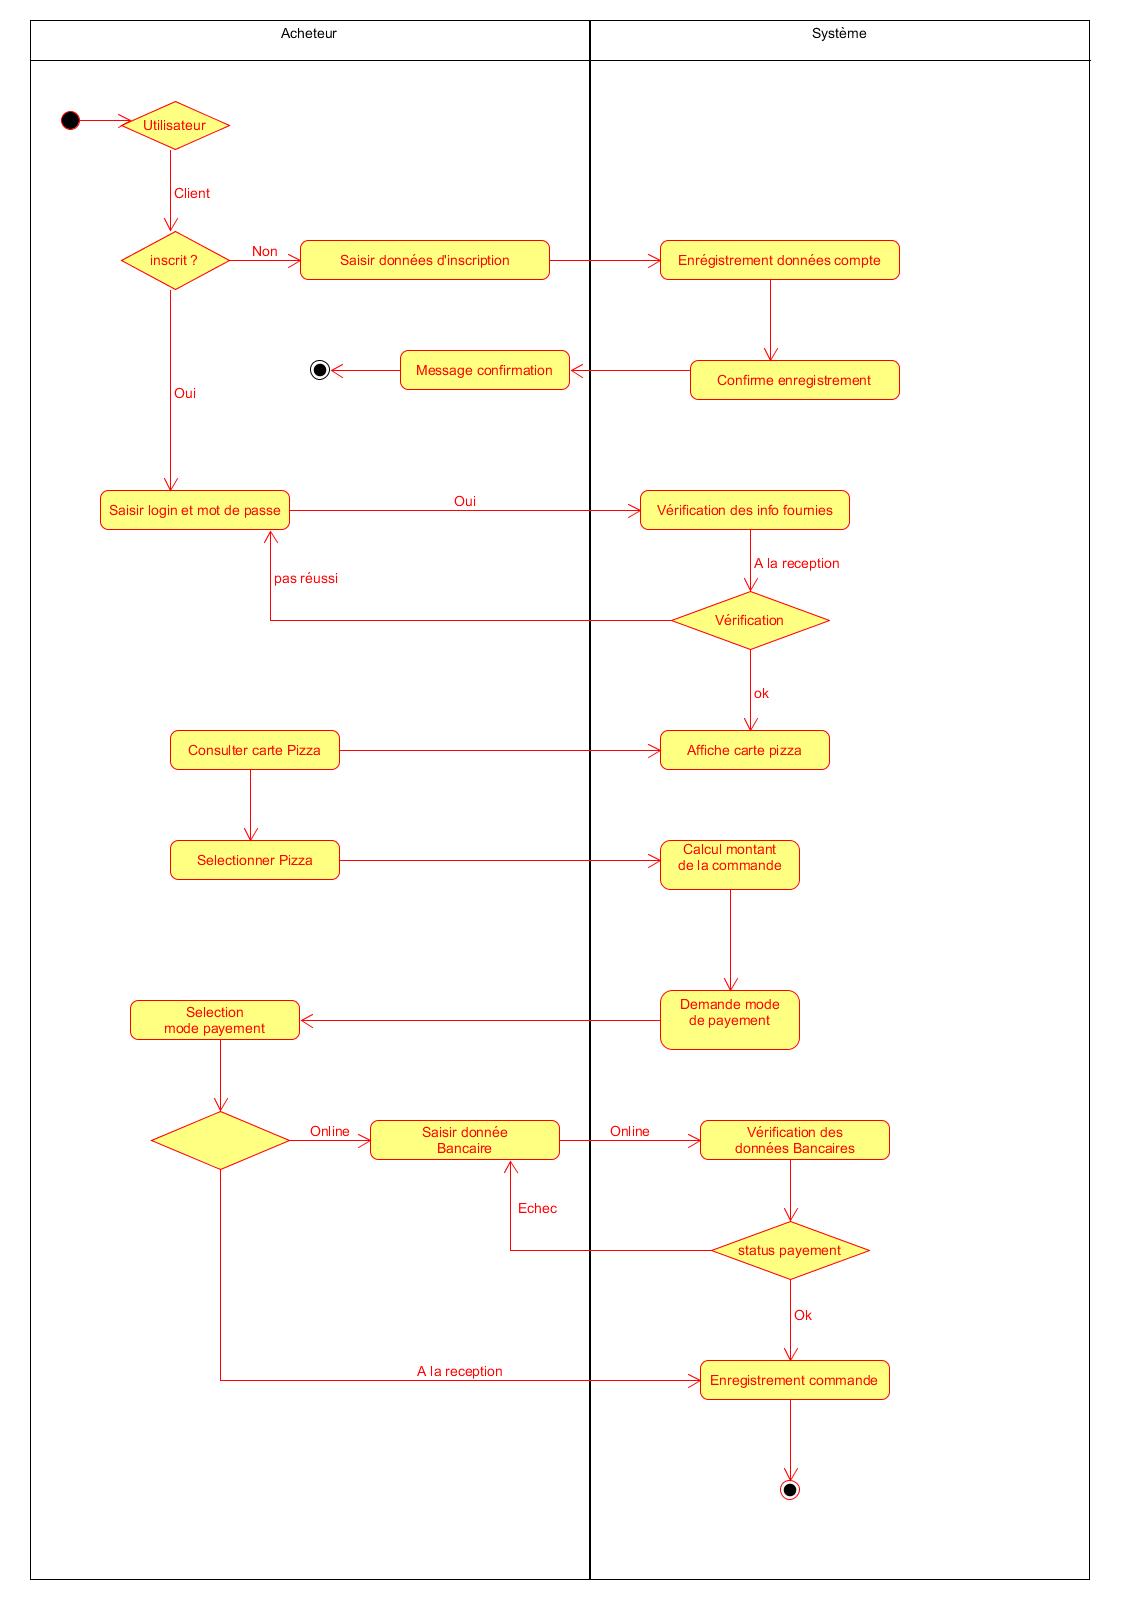 Acheteur
Système
Utilisateur
Client
inscrit ?
Non
Saisir données d'inscription
Enrégistrement données compte
Message confirmation
Confirme enregistrement
Oui
Saisir login et mot de passe
Oui
Vérification des info fournies
A la reception
pas réussi
Vérification
ok
Consulter carte Pizza
Affiche carte pizza
Selectionner Pizza
Calcul montant
de la commande
Selection
mode payement
Demande mode
de payement
Online
Saisir donnée
Bancaire
Online
Vérification des
données Bancaires
Echec
status payement
Ok
A la reception
Enregistrement commande